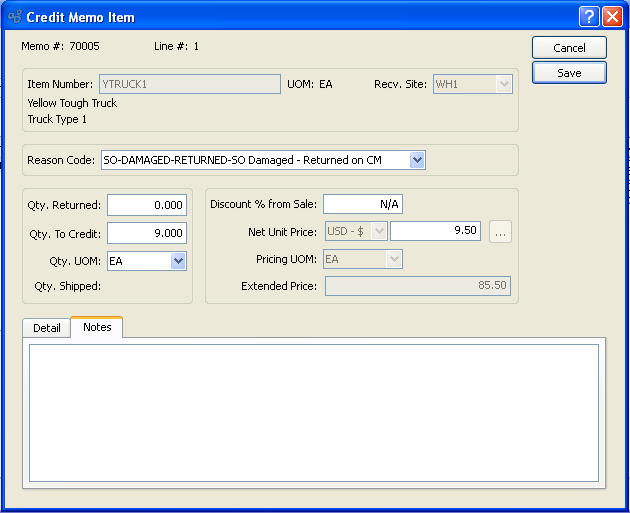 Credit Memo Item
Memo #: 70005 Line #: 1
Cancel
Save
Item Number: YTRUCK1 UOM: EA Recv. Site: WH1
Yellow Tough Truck
Truck Type 1
Reason Code: SO-DAMAGED-RETURNED-SO Damaged - Returned on CM
Qty. Returned: 0.000
Qty. To Credit: 9.000
Qty. UOM: EA
Qty. Shipped:
Discount % from Sale: N/A
Net Unit Price: USD - $ 9.50 ...
Pricing UOM: EA
Extended Price: 85.50
Detail Notes